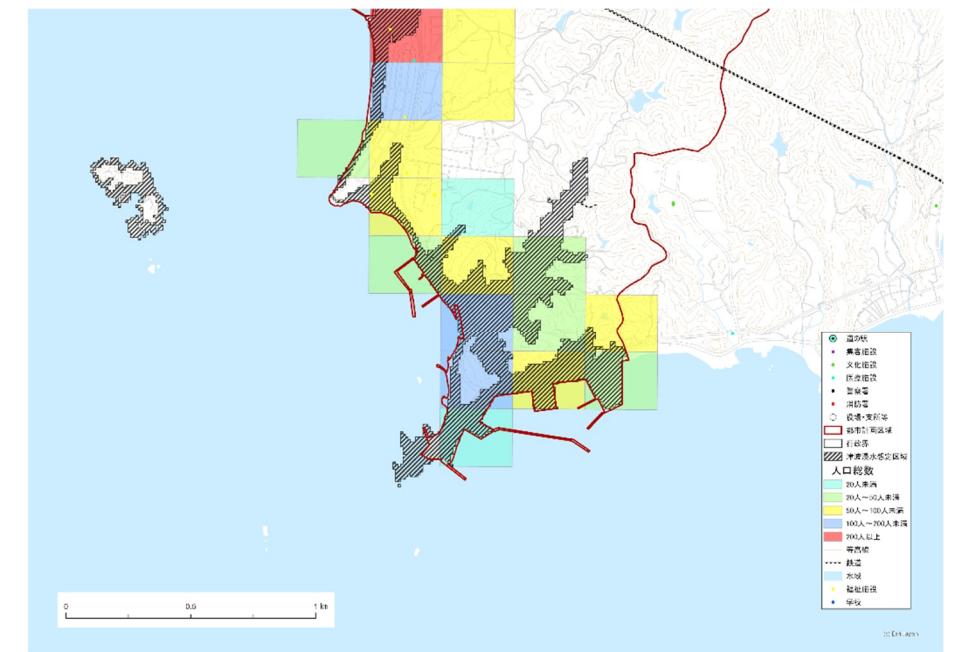 道の駅
集客施設
文化施設
医療施設
警察署
消防署
役場・支所等
都市計画区域
行政界
津波浸水想定区域
人口総数
20人未満
20人～50人未満
50人～100人未満
100人～200人未満
200人以上
等高線
鉄道
水域
福祉施設
学校
0 0.5 1 km
(c) Esri Japan